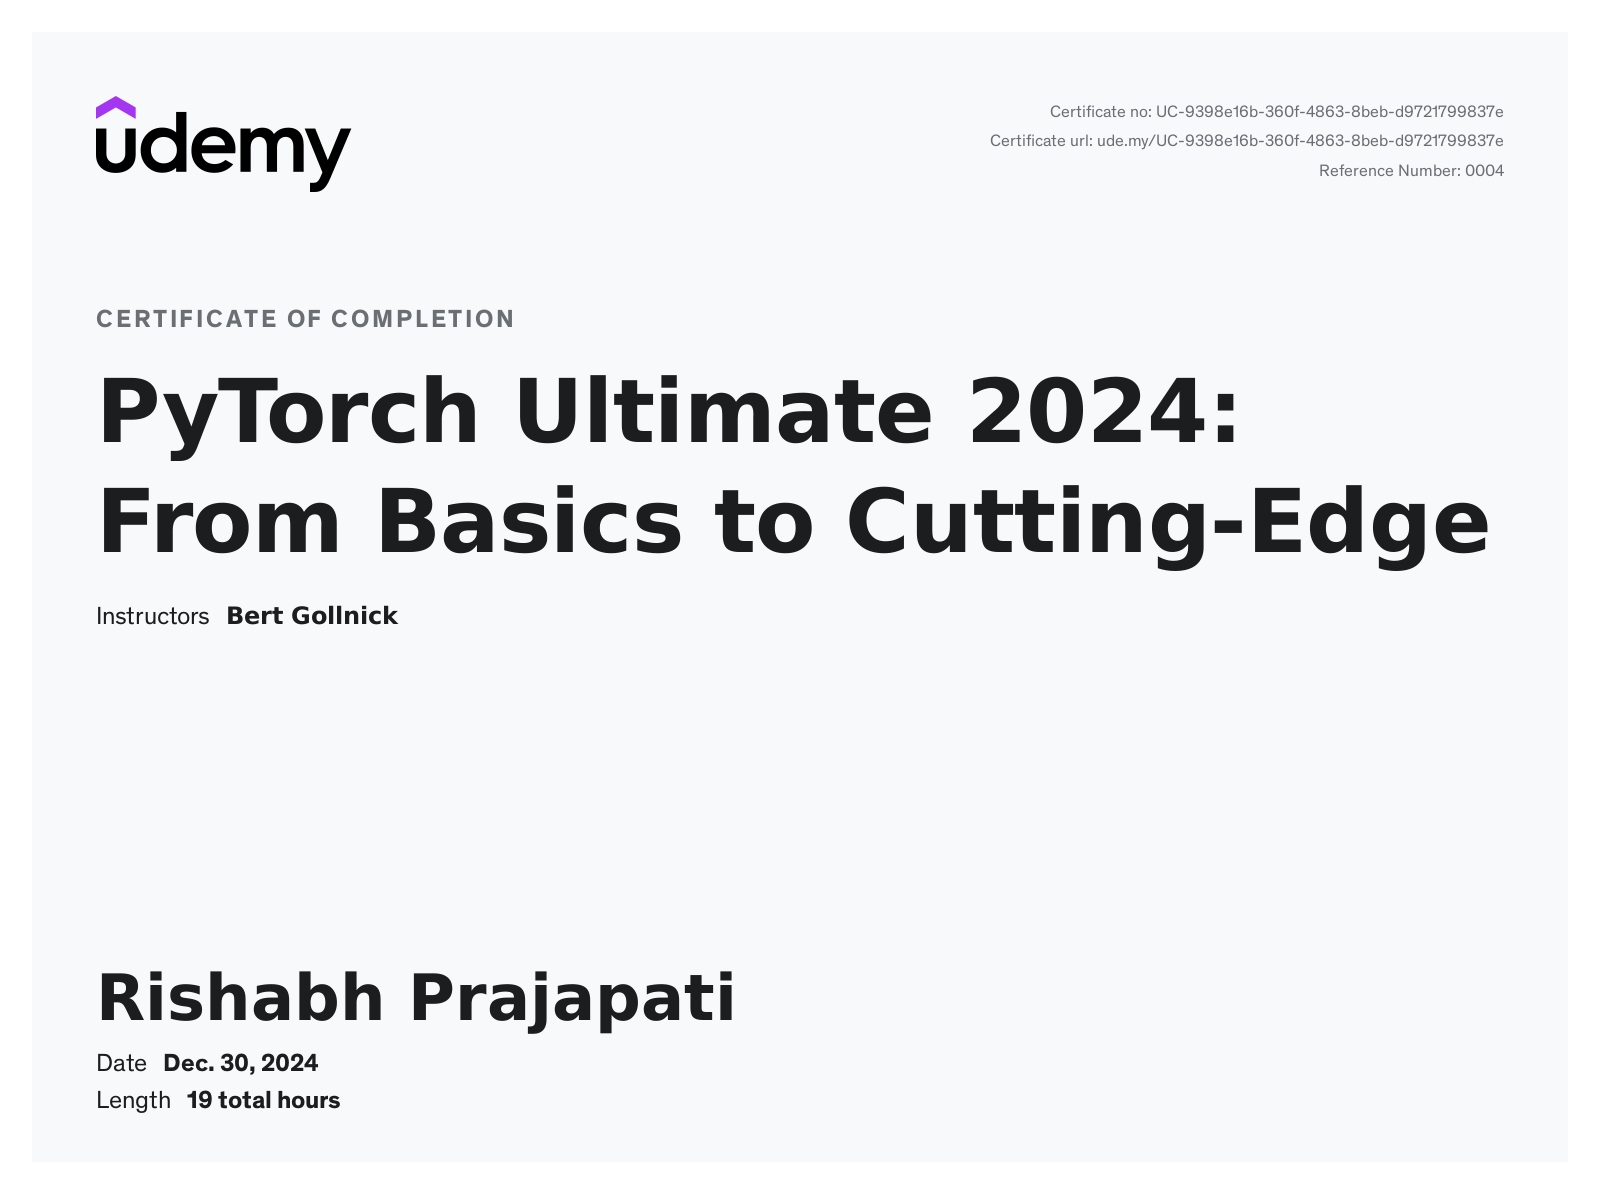 udemy
Certificate no: UC-9398e16b-360f-4863-8beb-d9721799837e
Certificate url: ude.my/UC-9398e16b-360f-4863-8beb-d9721799837e
Reference Number: 0004
CERTIFICATE OF COMPLETION
PyTorch Ultimate 2024:
From Basics to Cutting-Edge
Instructors Bert Gollnick
Rishabh Prajapati
Date Dec. 30, 2024
Length 19 total hours